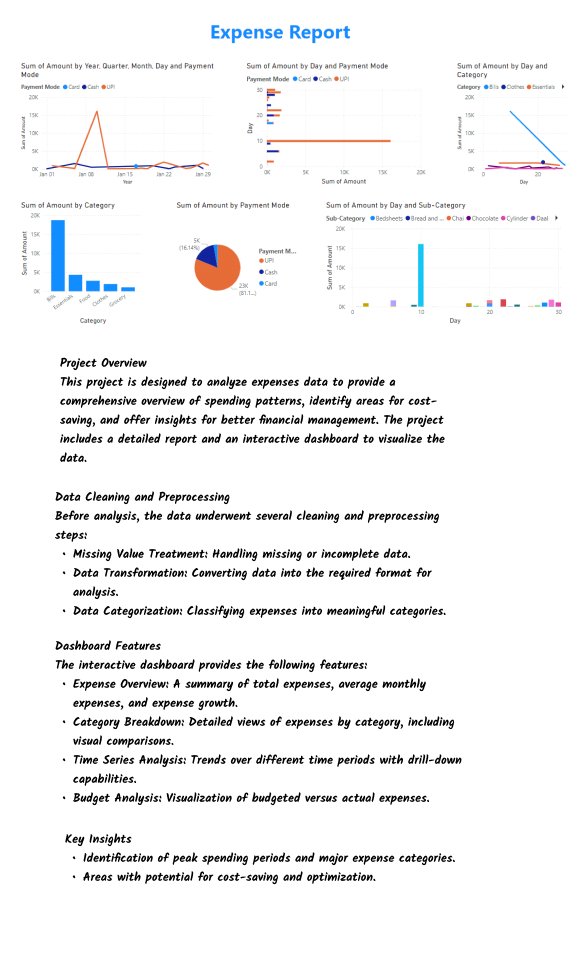 Expense Report
Sum of Amount by Year, Quarter, Month, Day and Payment
Mode
Payment Mode Card Cash UPI
20K
15K
10K
5K
0K
Sum of Amount
Jan 01 Jan 08 Jan 15 Jan 22 Jan 29
Year
Sum of Amount by Day and Payment Mode
Payment Mode Card Cash UPI
30
20
10
0
Day
0K 5K 10K 15K 20K
Sum of Amount
Sum of Amount by Day and
Category
Category Bills Clothes Essentials
20K
15K
10K
5K
0K
Sum of Amount
0 20
Day
Sum of Amount by Category
20K
15K
10K
5K
0K
Sum of Amount
Bills Essentials Food Clothes Grocery
Category
Sum of Amount by Payment Mode
5K
(16.14%)
23K
(81.1...)
Payment M...
UPI
Cash
Card
Sum of Amount by Day and Sub-Category
Sub-Category Bedsheets Bread and ... Chai Chocolate Cylinder Daal
20K
15K
10K
5K
0K
Sum of Amount
0 10 20 30
Day
Project Overview
This project is designed to analyze expenses data to provide a
comprehensive overview of spending patterns, identify areas for cost-
saving, and offer insights for better financial management. The project
includes a detailed report and an interactive dashboard to visualize the
data.
Data Cleaning and Preprocessing
Before analysis, the data underwent several cleaning and preprocessing
steps:
• Missing Value Treatment: Handling missing or incomplete data.
• Data Transformation: Converting data into the required format for
analysis.
• Data Categorization: Classifying expenses into meaningful categories.
Dashboard Features
The interactive dashboard provides the following features:
• Expense Overview: A summary of total expenses, average monthly
expenses, and expense growth.
• Category Breakdown: Detailed views of expenses by category, including
visual comparisons.
• Time Series Analysis: Trends over different time periods with drill-down
capabilities.
• Budget Analysis: Visualization of budgeted versus actual expenses.
Key Insights
• Identification of peak spending periods and major expense categories.
• Areas with potential for cost-saving and optimization.